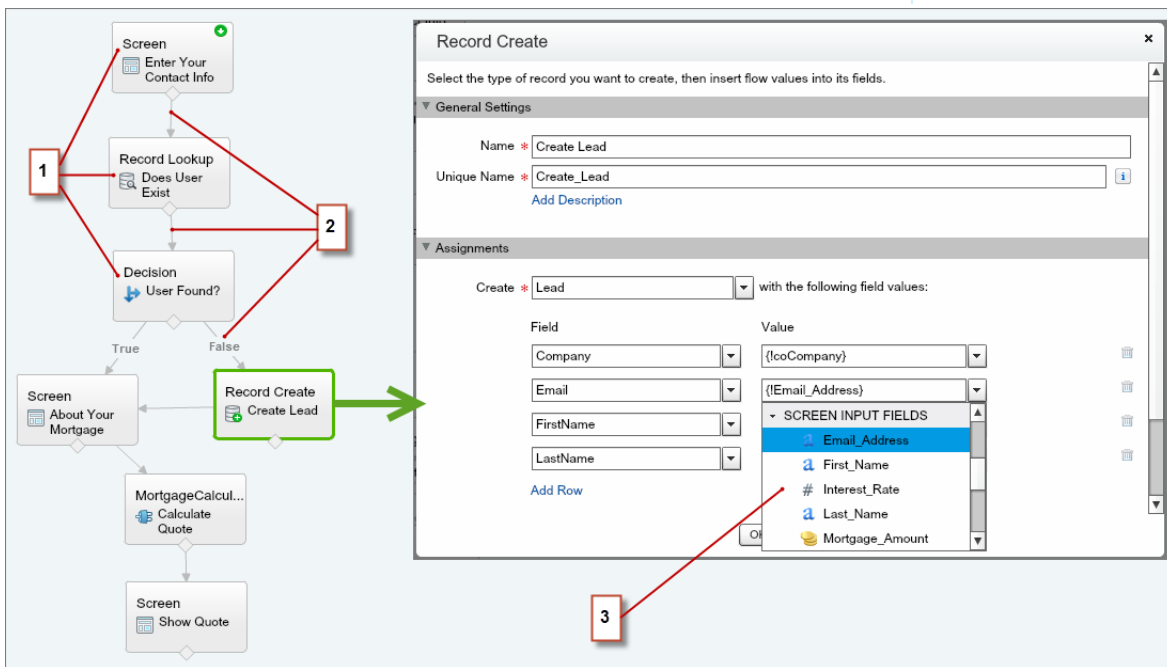 Screen
Enter Your
Contact Info
1
Record Lookup
Does User
Exist
2
Decision
User Found?
True
False
Screen
About Your
Mortgage
Record Create
Create Lead
MortgageCalcul...
Calculate
Quote
Screen
Show Quote
Record Create
×
Select the type of record you want to create, then insert flow values into its fields.
General Settings
Name * Create Lead
Unique Name * Create_Lead
i
Add Description
Assignments
Create * Lead with the following field values:
Field Value
Company {!coCompany}
Email {!Email_Address}
FirstName
LastName
Add Row
SCREEN INPUT FIELDS
a Email_Address
a First_Name
# Interest_Rate
a Last_Name
Mortgage_Amount
3